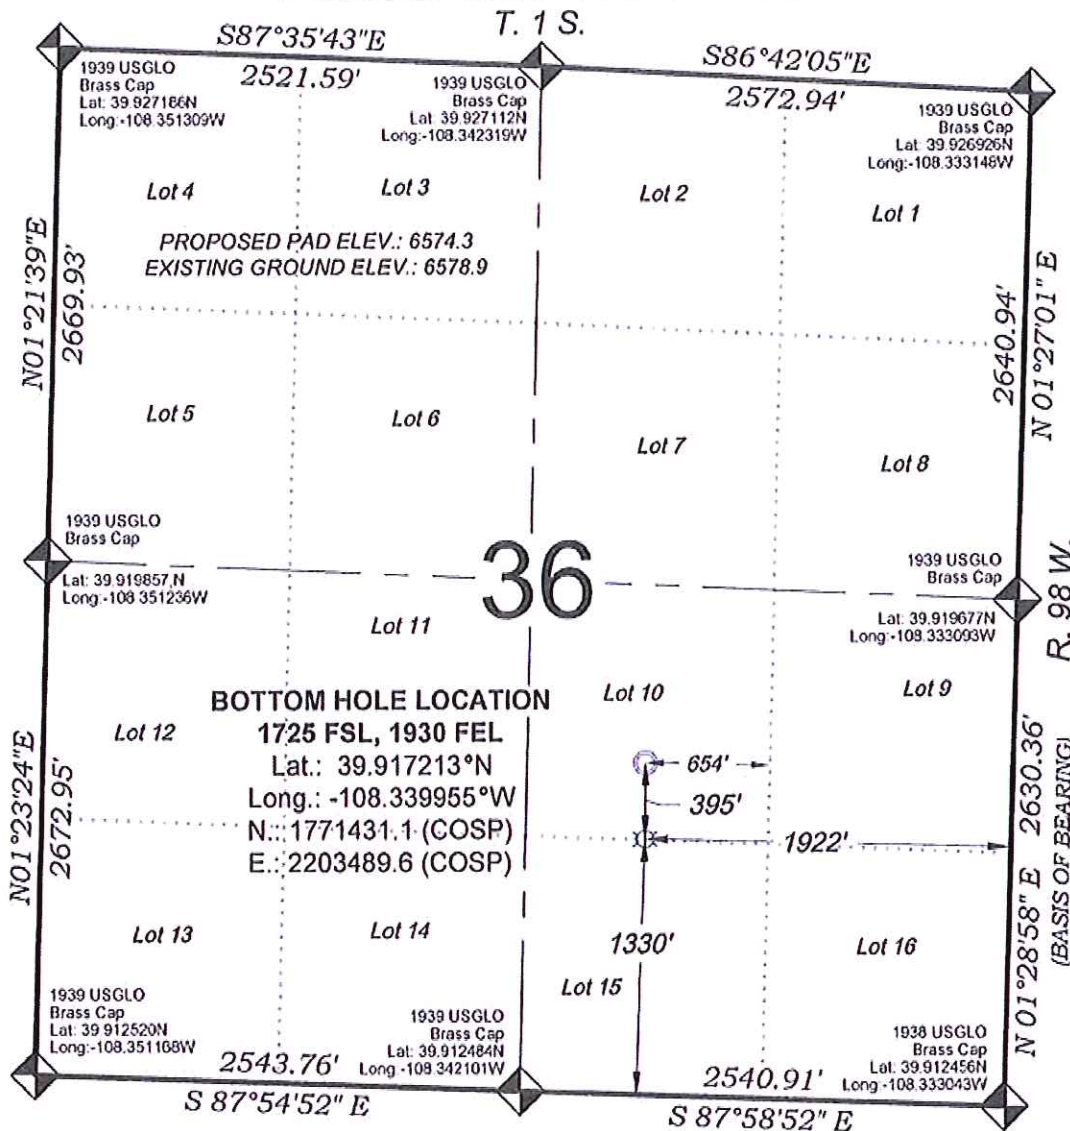 T. 1 S.
S87°35'43"E
2521.59'
S86°42'05"E
2572.94'
1939 USGLO
Brass Cap
Lat: 39.927186N
Long:-108.351309W
1939 USGLO
Brass Cap
Lat: 39.927112N
Long:-108.342319W
1939 USGLO
Brass Cap
Lat: 39.926926N
Long:-108.333148W
Lot 4
Lot 3
Lot 2
Lot 1
PROPOSED PAD ELEV.: 6574.3
EXISTING GROUND ELEV.: 6578.9
N01°21'39"E
2669.93'
2640.94'
N 01°27'01" E
Lot 5
Lot 6
Lot 7
Lot 8
1939 USGLO
Brass Cap
Lat: 39.919857,N
Long:-108.351236W
36
1939 USGLO
Brass Cap
Lat: 39.919677N
Long:-108.333093W
R. 98 W.
Lot 11
Lot 10
Lot 9
Lot 12
BOTTOM HOLE LOCATION
1725 FSL, 1930 FEL
Lat.: 39.917213°N
Long.: -108.339955°W
N.: 1771431.1 (COSP)
E.: 2203489.6 (COSP)
654'
395'
1922'
1330'
N01°23'24"E
2672.95'
2630.36'
N 01°28'58" E
(BASIS OF BEARING)
Lot 13
Lot 14
Lot 15
Lot 16
1939 USGLO
Brass Cap
Lat: 39.912520N
Long:-108.351168W
1939 USGLO
Brass Cap
Lat: 39.912484N
Long:-108.342101W
1938 USGLO
Brass Cap
Lat: 39.912456N
Long:-108.333043W
2543.76'
S 87°54'52" E
2540.91'
S 87°58'52" E